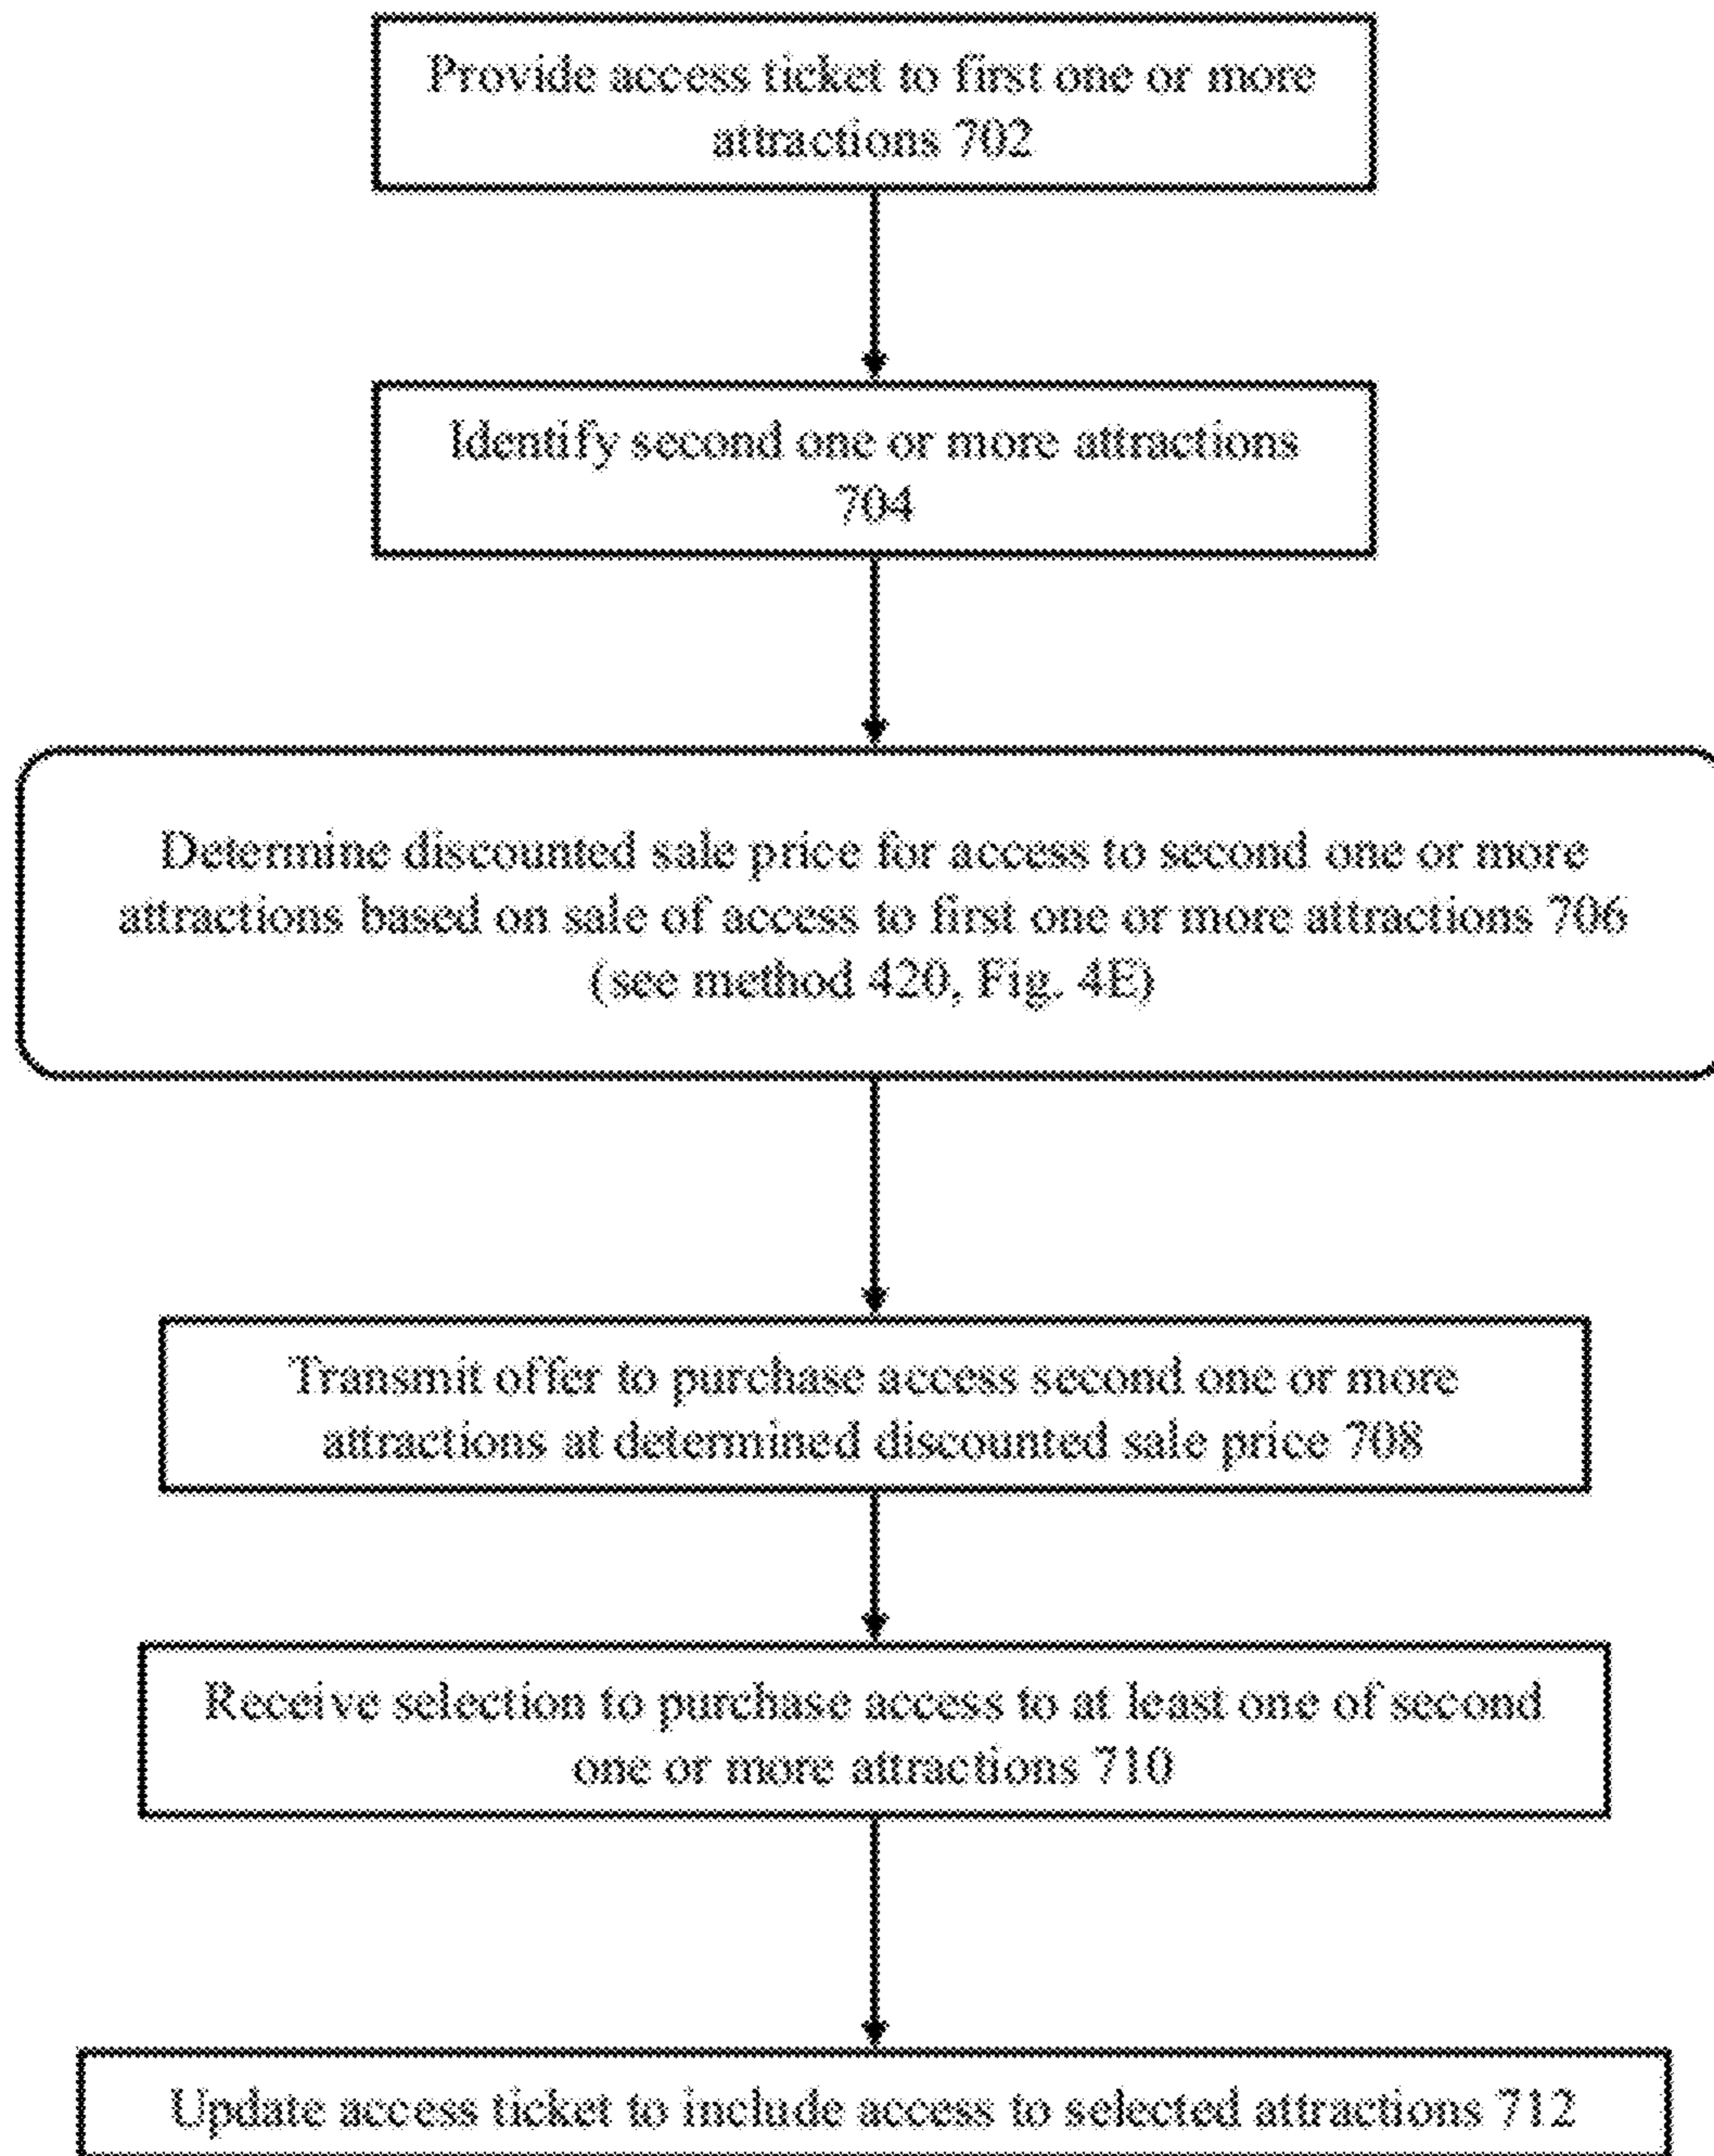 Provide access ticket to first one or more
attractions 702
Identify second one or more attractions
704
Determine discounted sale price for access to second one or more
attractions based on sale of access to first one or more attractions 706
(see method 420, Fig. 4E)
Transmit offer to purchase access second one or more
attractions at determined discounted sale price 708
Receive selection to purchase access to at least one of second
one or more attractions 710
Update access ticket to include access to selected attractions 712